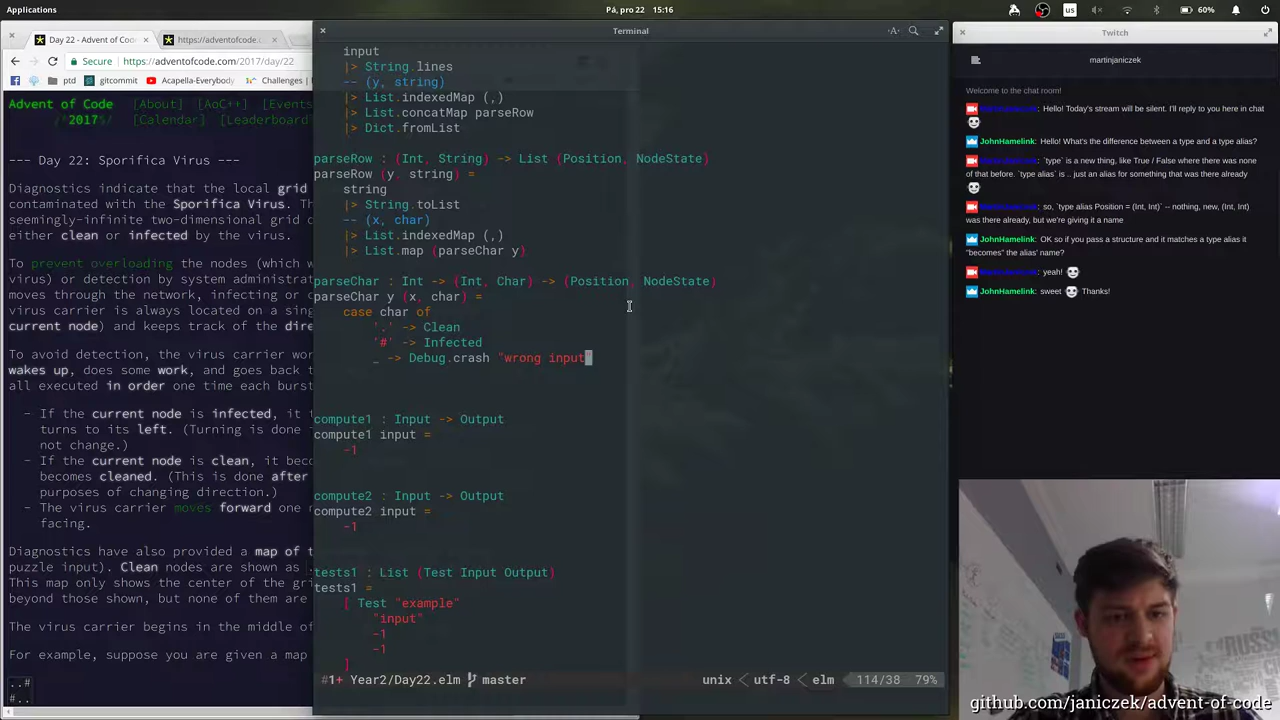 Applications
Pá, pro 22 15:16
us
60%
Day 22 - Advent of Cod
https://adventofcode.c
Secure
https://adventofcode.com/2017/day/22
ptd
gitcommit
Acapella-Everybody
Challenges
Advent of Code
[About]
[AoC++]
[Events
/*2017*/
[Calendar]
[Leaderboard
--- Day 22: Sporifica Virus ---
Diagnostics indicate that the local grid
contaminated with the Sporifica Virus. Th
seemingly-infinite two-dimensional grid o
either clean or infected by the virus.
To prevent overloading the nodes (which w
virus) or detection by system administrat
moves through the network, infecting or c
virus carrier is always located on a sing
current node) and keeps track of the dire
To avoid detection, the virus carrier wor
wakes up, does some work, and goes back t
all executed in order one time each burst
- If the current node is infected, it t
turns to its left. (Turning is done
not change.)
- If the current node is clean, it beco
becomes cleaned. (This is done after
purposes of changing direction.)
- The virus carrier moves forward one n
facing.
Diagnostics have also provided a map of t
puzzle input). Clean nodes are shown as
This map only shows the center of the gri
beyond those shown, but none of them are
The virus carrier begins in the middle of
For example, suppose you are given a map
..#
#..
Terminal
input
|> String.lines
-- (y, string)
|> List.indexedMap (,)
|> List.concatMap parseRow
|> Dict.fromList
parseRow : (Int, String) -> List (Position, NodeState)
parseRow (y, string) =
string
|> String.toList
-- (x, char)
|> List.indexedMap (,)
|> List.map (parseChar y)
parseChar : Int -> (Int, Char) -> (Position, NodeState)
parseChar y (x, char) =
case char of
'.' -> Clean
'#' -> Infected
_ -> Debug.crash "wrong input"
compute1 : Input -> Output
compute1 input =
-1
compute2 : Input -> Output
compute2 input =
-1
tests1 : List (Test Input Output)
tests1 =
[ Test "example"
"input"
-1
-1
]
#1+ Year2/Day22.elm master
unix < utf-8 < elm 114/38 79%
Twitch
martinjaniczek
Welcome to the chat room!
: Hello! Today's stream will be silent. I'll reply to you here in chat
JohnHamelink: Hello! What's the difference between a type and a type alias?
: `type` is a new thing, like True / False where there was none
of that before. `type alias` is .. just an alias for something that was there already
: so, `type alias Position = (Int, Int)` -- nothing, new, (Int, Int)
was there already, but we're giving it a name
JohnHamelink: OK so if you pass a structure and it matches a type alias it
"becomes" the alias' name?
: yeah!
JohnHamelink: sweet Thanks!
github.com/janiczek/advent-of-code